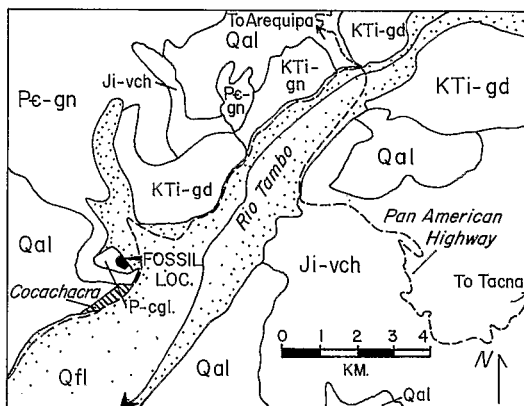 To Arequipa
Qal
KTi-gd
Ji-vch
KTi-
gn
Pϵ-gn
Pϵ-
gn
KTi-gd
Qal
KTi-gd
Rio Tambo
Pan American
Highway
Qal
FOSSIL
LOC.
Ji-vch
To Tacna
Cocachacra
P-cgl.
0 1 2 3 4
KM.
N
Qfl
Qal
Qal